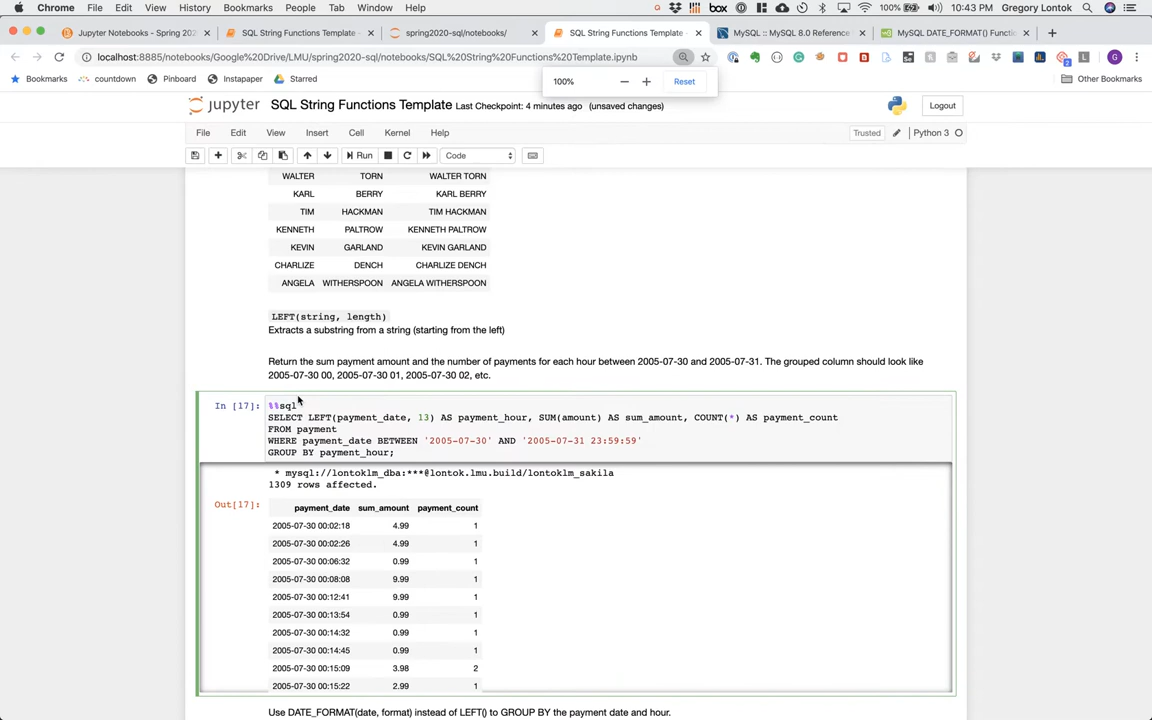 Chrome File Edit View History Bookmarks People Tab Window Help
box 100% 10:43 PM Gregory Lontok
Jupyter Notebooks - Spring 202
SQL String Functions Template -
spring2020-sql/notebooks/
SQL String Functions Template
MySQL :: MySQL 8.0 Reference
MySQL DATE_FORMAT() Functi
localhost:8885/notebooks/Google%20Drive/LMU/spring2020-sql/notebooks/SQL%20String%20Functions%20Template.ipynb
Bookmarks countdown Pinboard Instapaper Starred Other Bookmarks
100% Reset
jupyter SQL String Functions Template Last Checkpoint: 4 minutes ago (unsaved changes) Logout
File Edit View Insert Cell Kernel Help Trusted Python 3
Run Code
WALTER TORN WALTER TORN
KARL BERRY KARL BERRY
TIM HACKMAN TIM HACKMAN
KENNETH PALTROW KENNETH PALTROW
KEVIN GARLAND KEVIN GARLAND
CHARLIZE DENCH CHARLIZE DENCH
ANGELA WITHERSPOON ANGELA WITHERSPOON
LEFT(string, length)
Extracts a substring from a string (starting from the left)
Return the sum payment amount and the number of payments for each hour between 2005-07-30 and 2005-07-31. The grouped column should look like
2005-07-30 00, 2005-07-30 01, 2005-07-30 02, etc.
In [17]: %%sql
SELECT LEFT(payment_date, 13) AS payment_hour, SUM(amount) AS sum_amount, COUNT(*) AS payment_count
FROM payment
WHERE payment_date BETWEEN '2005-07-30' AND '2005-07-31 23:59:59'
GROUP BY payment_hour;
* mysql://lontoklm_dba:***@lontok.lmu.build/lontoklm_sakila
1309 rows affected.
Out[17]: payment_date sum_amount payment_count
2005-07-30 00:02:18 4.99 1
2005-07-30 00:02:26 4.99 1
2005-07-30 00:06:32 0.99 1
2005-07-30 00:08:08 9.99 1
2005-07-30 00:12:41 9.99 1
2005-07-30 00:13:54 0.99 1
2005-07-30 00:14:32 0.99 1
2005-07-30 00:14:45 0.99 1
2005-07-30 00:15:09 3.98 2
2005-07-30 00:15:22 2.99 1
Use DATE_FORMAT(date, format) instead of LEFT() to GROUP BY the payment date and hour.